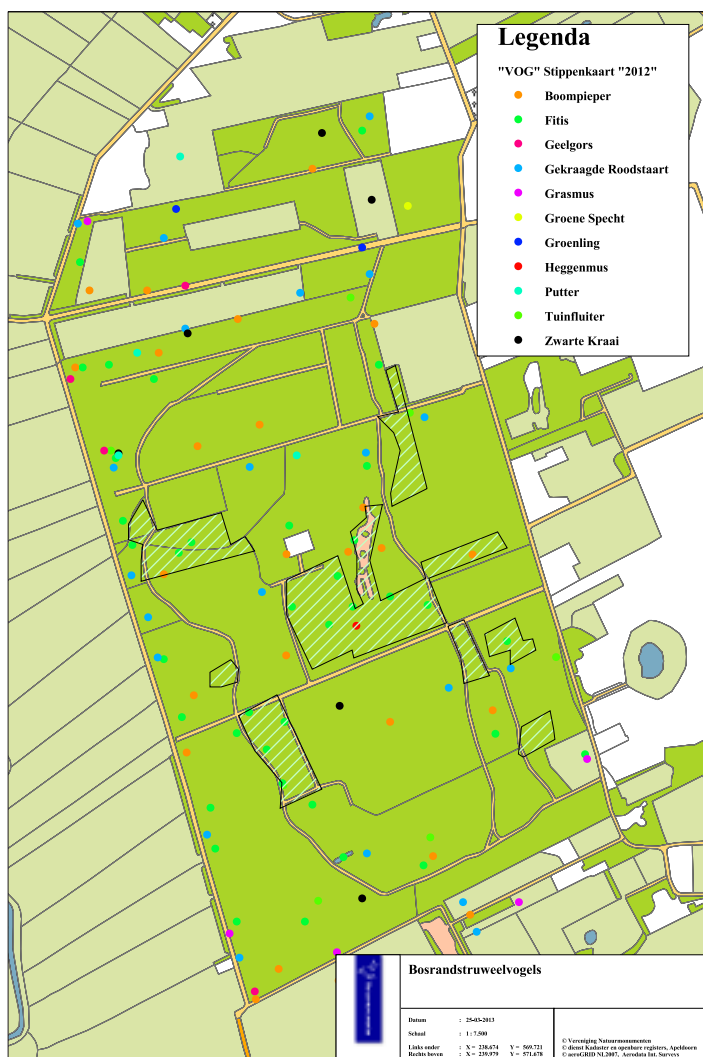 Legenda
"VOG" Stippenkaart "2012"
Boompieper
Fitis
Geelgors
Gekraagde Roodstaart
Grasmus
Groene Specht
Groenling
Heggenmus
Putter
Tuinfluiter
Zwarte Kraai
Bosrandstruweelvogels
Datum : 25-03-2013
Schaal : 1 : 7.500
Links onder : X = 238.674 Y = 569.721
Rechts boven : X = 239.979 Y = 571.678
© Vereniging Natuurmonumenten
© dienst Kadaster en openbare registers, Apeldoorn
© aeroGRID NL2007, Aerodata Int. Surveys